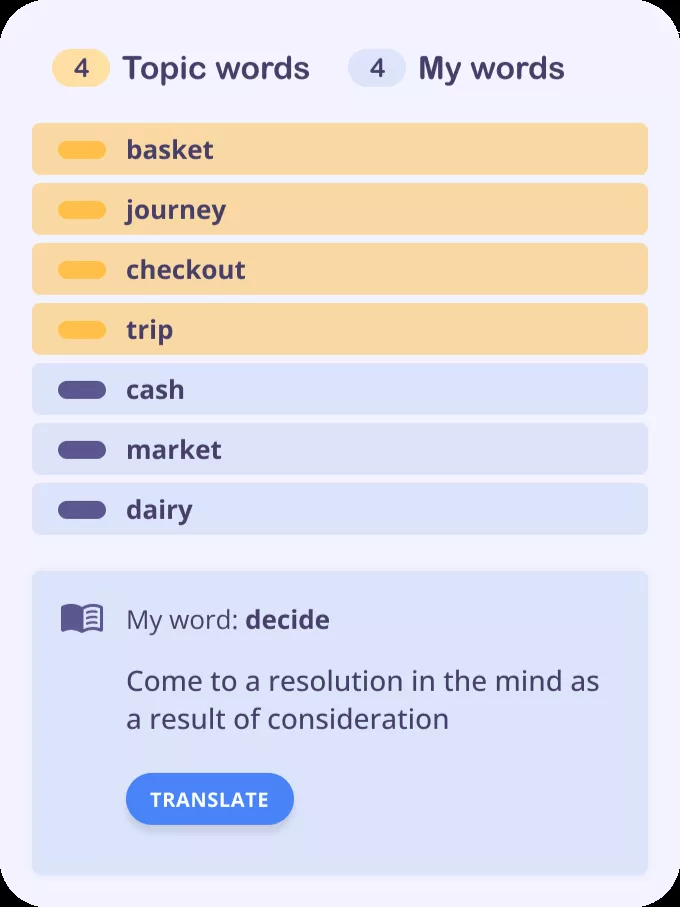 4 Topic words 4 My words
basket
journey
checkout
trip
cash
market
dairy
My word: decide
Come to a resolution in the mind as
a result of consideration
TRANSLATE